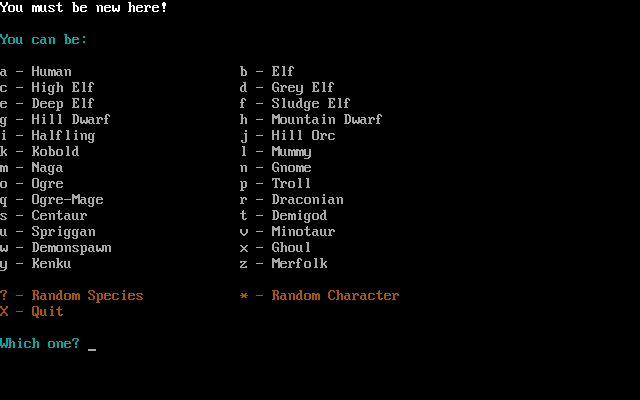 You must be new here!
You can be:
a - Human b - Elf
c - High Elf d - Grey Elf
e - Deep Elf f - Sludge Elf
g - Hill Dwarf h - Mountain Dwarf
i - Halfling j - Hill Orc
k - Kobold l - Mummy
m - Naga n - Gnome
o - Ogre p - Troll
q - Ogre-Mage r - Draconian
s - Centaur t - Demigod
u - Spriggan v - Minotaur
w - Demonspawn x - Ghoul
y - Kenku z - Merfolk
? - Random Species * - Random Character
X - Quit
Which one? _